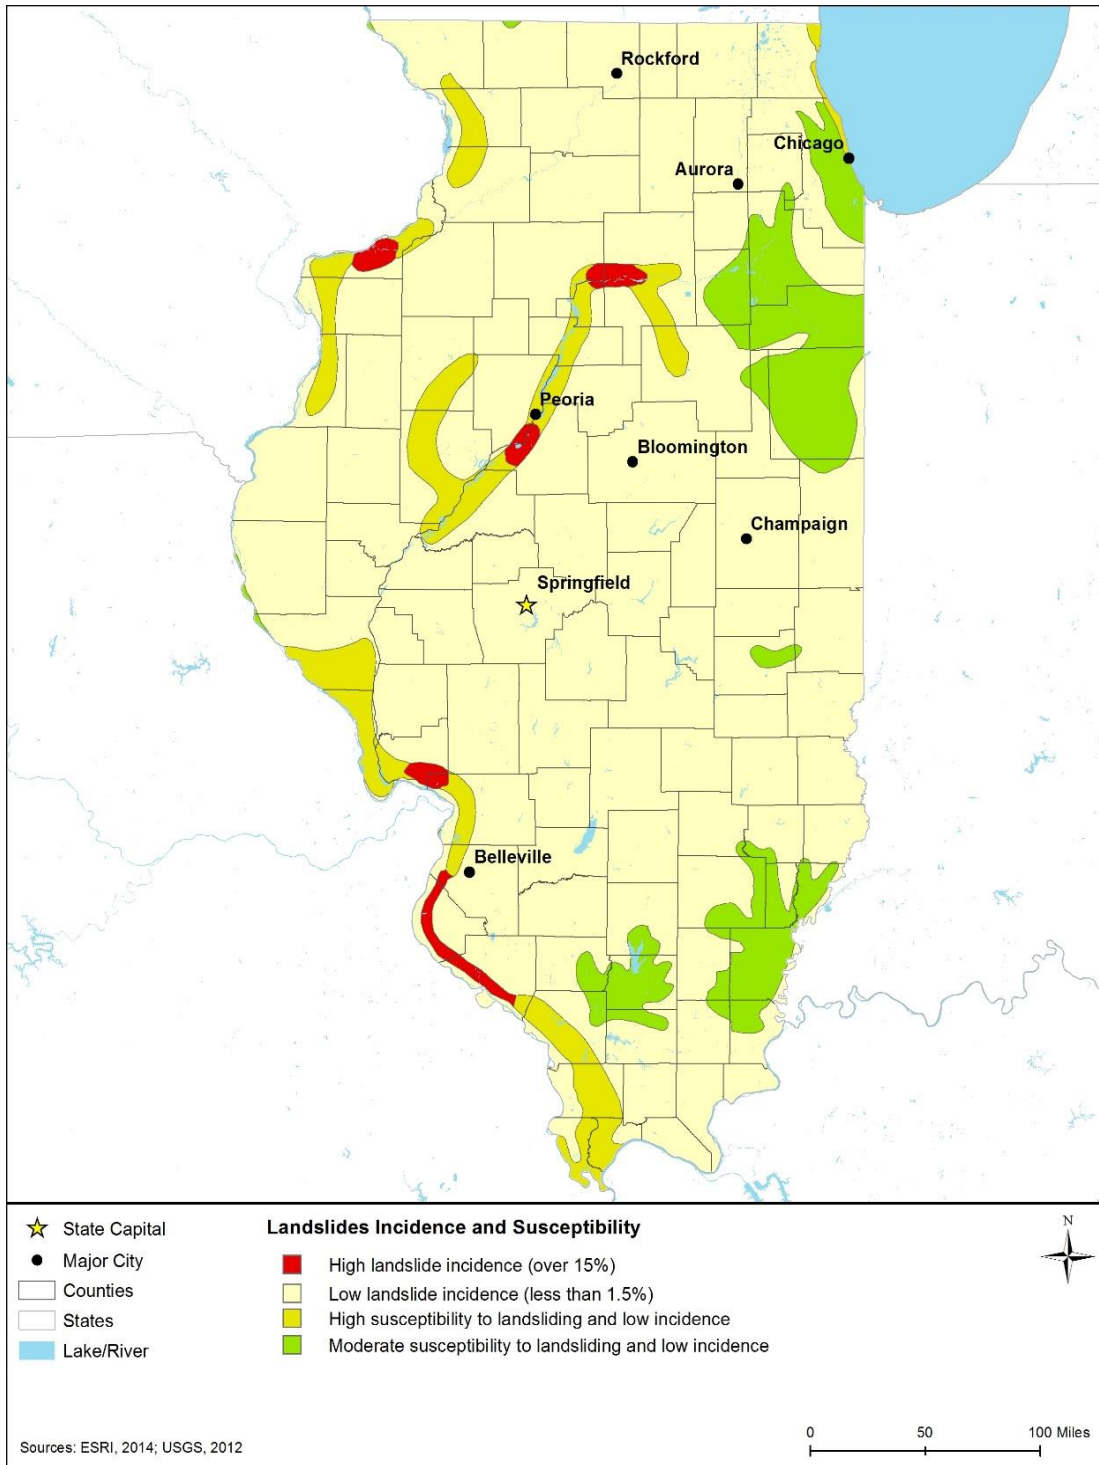 Rockford
Chicago
Aurora
Peoria
Bloomington
Champaign
Springfield
Belleville
State Capital
Major City
Counties
States
Lake/River
Landslides Incidence and Susceptibility
High landslide incidence (over 15%)
Low landslide incidence (less than 1.5%)
High susceptibility to landsliding and low incidence
Moderate susceptibility to landsliding and low incidence
N
Sources: ESRI, 2014; USGS, 2012
0 50 100 Miles